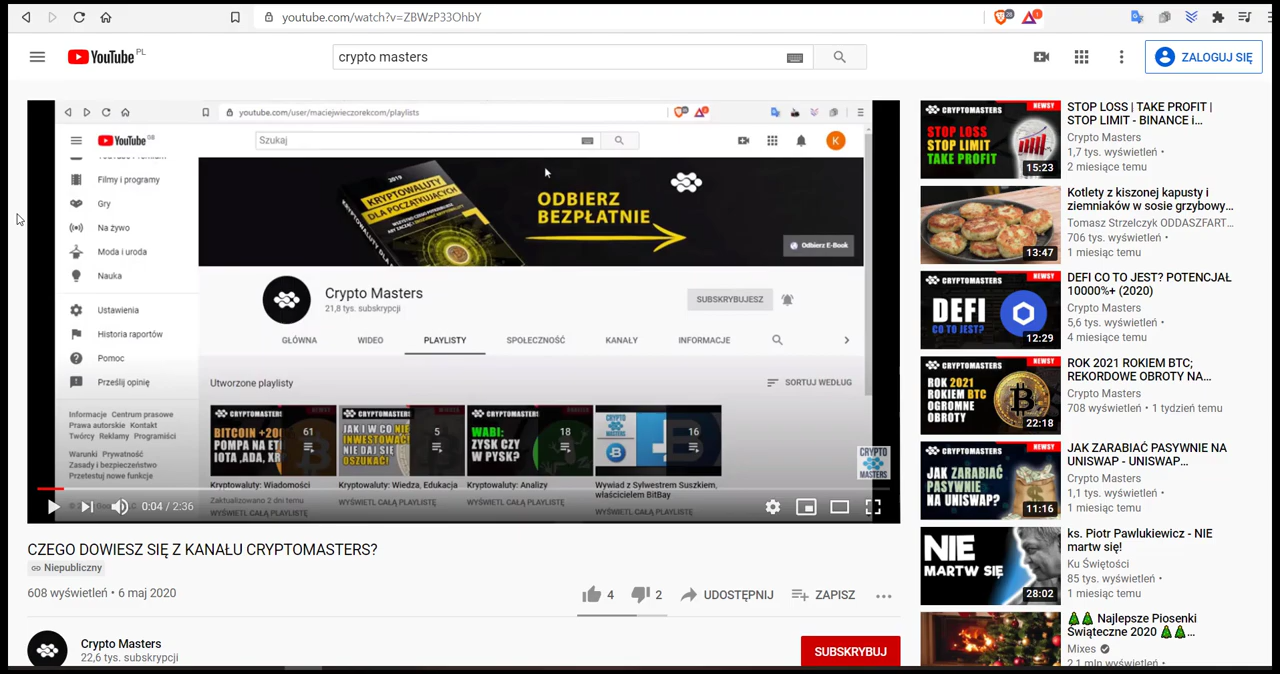 youtube.com/watch?v=ZBWzP33OhbY
YouTube PL
crypto masters
ZALOGUJ SIĘ
youtube.com/user/maciejwieczorekcom/playlists
YouTube GB
Szukaj
K
Filmy i programy
Gry
Na żywo
Moda i uroda
Nauka
Ustawienia
Historia raportów
Pomoc
Prześlij opinię
Informacje Centrum prasowe
Prawa autorskie Kontakt
Twórcy Reklamy Programiści
Warunki Prywatność
Zasady i bezpieczeństwo
Przetestuj nowe funkcje
2019
KRYPTOWALUTY
DLA POCZĄTKUJĄCYCH
ODBIERZ
BEZPŁATNIE
Odbierz E-Book
Crypto Masters
21,8 tys. subskrypcji
SUBSKRYBUJESZ
GŁÓWNA WIDEO PLAYLISTY SPOŁECZNOŚĆ KANAŁY INFORMACJE
Utworzone playlisty
SORTUJ WEDŁUG
CRYPTOMASTERS
BITCOIN +20
POMPA NA ET
IOTA ,ADA, XR
61
CRYPTOMASTERS
JAK I W CO NIE
INWESTOWAĆ
NIE DAJ SIĘ
OSZUKAĆ!
5
CRYPTOMASTERS
WABI:
ZYSK CZY
W PYSK?
18
CRYPTO
MASTERS
16
CRYPTO
MASTERS
Kryptowaluty: Wiadomości
Zaktualizowano 2 dni temu
WYŚWIETL CAŁĄ PLAYLISTĘ
Kryptowaluty: Wiedza, Edukacja
WYŚWIETL CAŁĄ PLAYLISTĘ
Kryptowaluty: Analizy
WYŚWIETL CAŁĄ PLAYLISTĘ
Wywiad z Sylwestrem Suszkiem,
właścicielem BitBay
WYŚWIETL CAŁĄ PLAYLISTĘ
0:04 / 2:36
CZEGO DOWIESZ SIĘ Z KANAŁU CRYPTOMASTERS?
Niepubliczny
608 wyświetleń • 6 maj 2020
4 2 UDOSTĘPNIJ ZAPISZ
Crypto Masters
22,6 tys. subskrypcji
SUBSKRYBUJ
CRYPTOMASTERS NEWSY
STOP LOSS
STOP LIMIT
TAKE PROFIT
15:23
STOP LOSS | TAKE PROFIT |
STOP LIMIT - BINANCE i…
Crypto Masters
1,7 tys. wyświetleń •
2 miesiące temu
13:47
Kotlety z kiszonej kapusty i
ziemniaków w sosie grzybowy…
Tomasz Strzelczyk ODDASZFART…
706 tys. wyświetleń •
1 miesiąc temu
CRYPTOMASTERS NEWSY
DEFI
CO TO JEST?
12:29
DEFI CO TO JEST? POTENCJAŁ
10000%+ (2020)
Crypto Masters
5,6 tys. wyświetleń •
4 miesiące temu
CRYPTOMASTERS NEWSY
ROK 2021
ROKIEM BTC
OGROMNE
OBROTY
22:18
ROK 2021 ROKIEM BTC;
REKORDOWE OBROTY NA…
Crypto Masters
708 wyświetleń • 1 tydzień temu
CRYPTOMASTERS NEWSY
JAK ZARABIAĆ
PASYWNIE
NA UNISWAP?
11:16
JAK ZARABIAĆ PASYWNIE NA
UNISWAP - UNISWAP…
Crypto Masters
1,1 tys. wyświetleń •
1 miesiąc temu
NIE
MARTW SIĘ
28:02
ks. Piotr Pawlukiewicz - NIE
martw się!
Ku Świętości
85 tys. wyświetleń •
1 miesiąc temu
Najlepsze Piosenki
Świąteczne 2020
Mixes
2,1 mln wyświetleń •